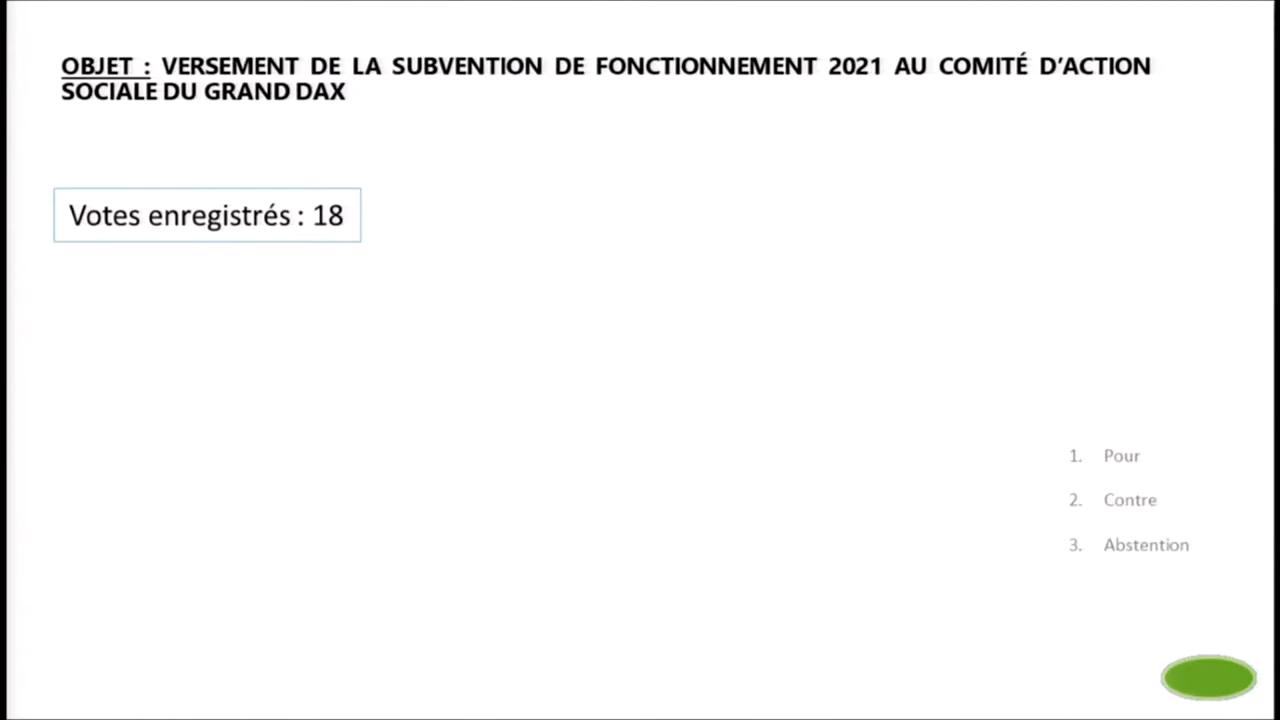 OBJET : VERSEMENT DE LA SUBVENTION DE FONCTIONNEMENT 2021 AU COMITÉ D’ACTION
SOCIALE DU GRAND DAX
Votes enregistrés : 18
1. Pour
2. Contre
3. Abstention